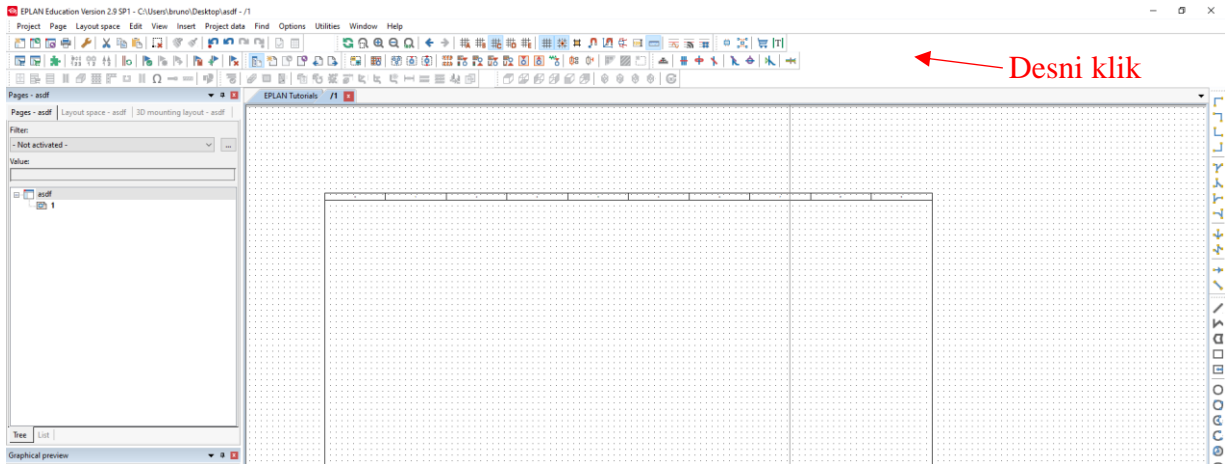 EPLAN Education Version 2.9 SP1 - C:\Users\bruno\Desktop\asdf - /1
Project Page Layout space Edit View Insert Project data Find Options Utilities Window Help
Desni klik
Pages - asdf
EPLAN Tutorials /1
Pages - asdf Layout space - asdf 3D mounting layout - asdf
Filter:
- Not activated -
...
Value:
asdf
1
Tree List
Graphical preview